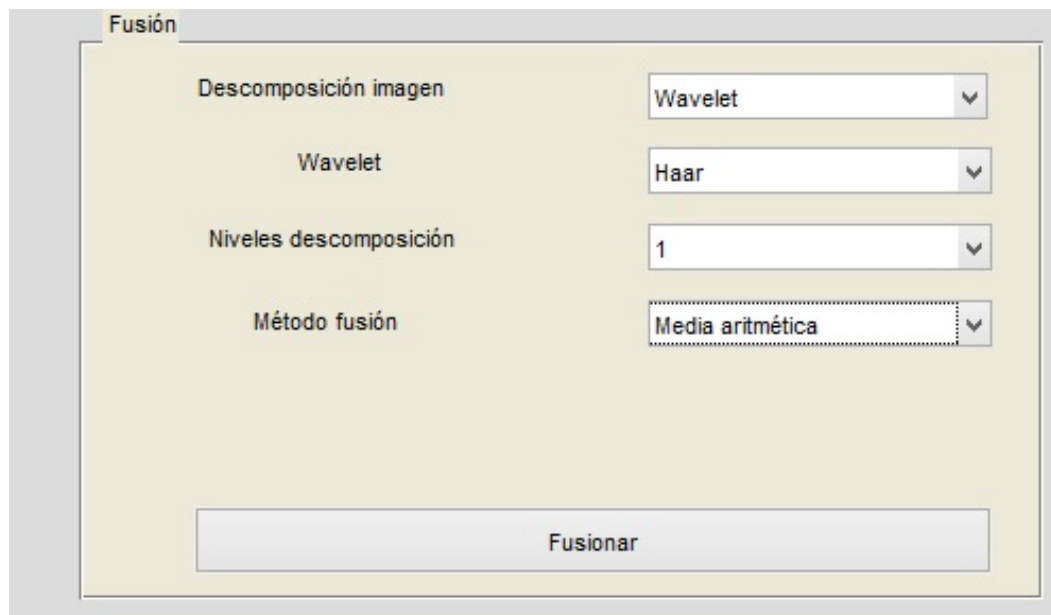 Fusión
Descomposición imagen Wavelet
Wavelet Haar
Niveles descomposición 1
Método fusión Media aritmética
Fusionar